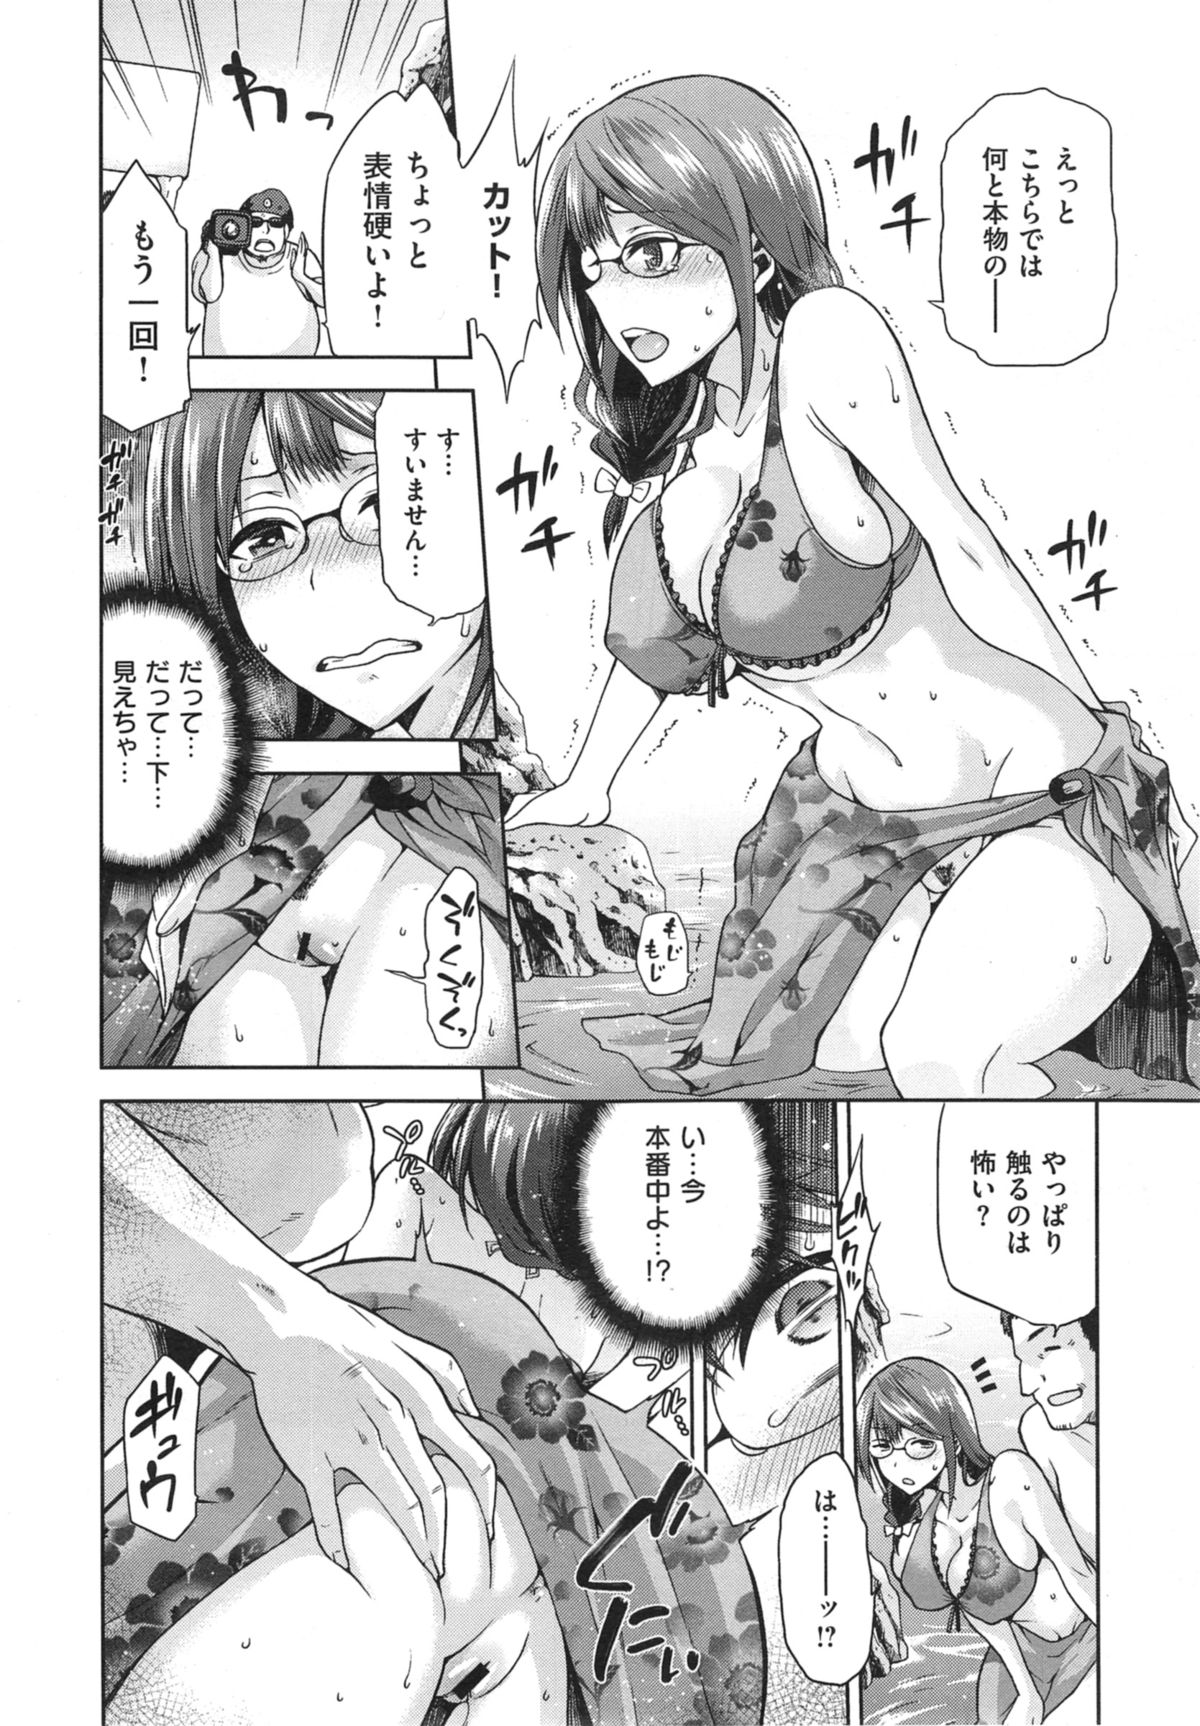 えっと
こちらでは
何と本物の――
ガ
チ
ガ
チ
ガ
チ
もじ
もじ
カット！
わっ
ちょっと
表情硬いよ！
もう一回！
す…
すいません…
ガチ
ガチ
だって…
だって…下…
見えちゃ…
ぞくぞくっ
やっぱり
触るのは
怖い？
ビクッ
は…――ッ!?
い…今
本番中よ…!?
プル…
プル…
ギュウ
ぐにぃ